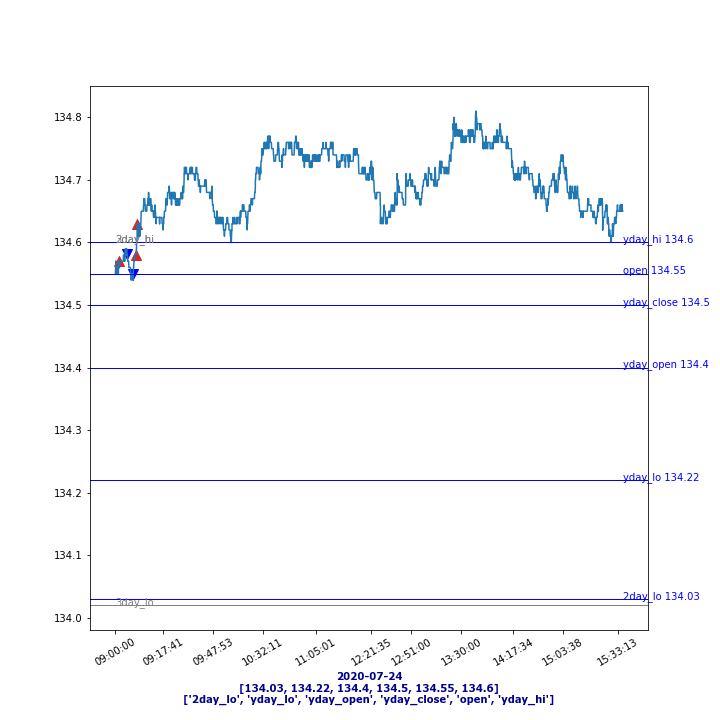 134.8
134.7
134.6
134.5
134.4
134.3
134.2
134.1
134.0
2day_hi
3day_lo
yday_hi 134.6
open 134.55
yday_close 134.5
yday_open 134.4
yday_lo 134.22
2day_lo 134.03
09:00:00
09:17:41
09:47:53
10:32:11
11:05:01
12:21:35
12:51:00
13:30:00
14:17:34
15:03:38
15:33:13
2020-07-24
[134.03, 134.22, 134.4, 134.5, 134.55, 134.6]
['2day_lo', 'yday_lo', 'yday_open', 'yday_close', 'open', 'yday_hi']